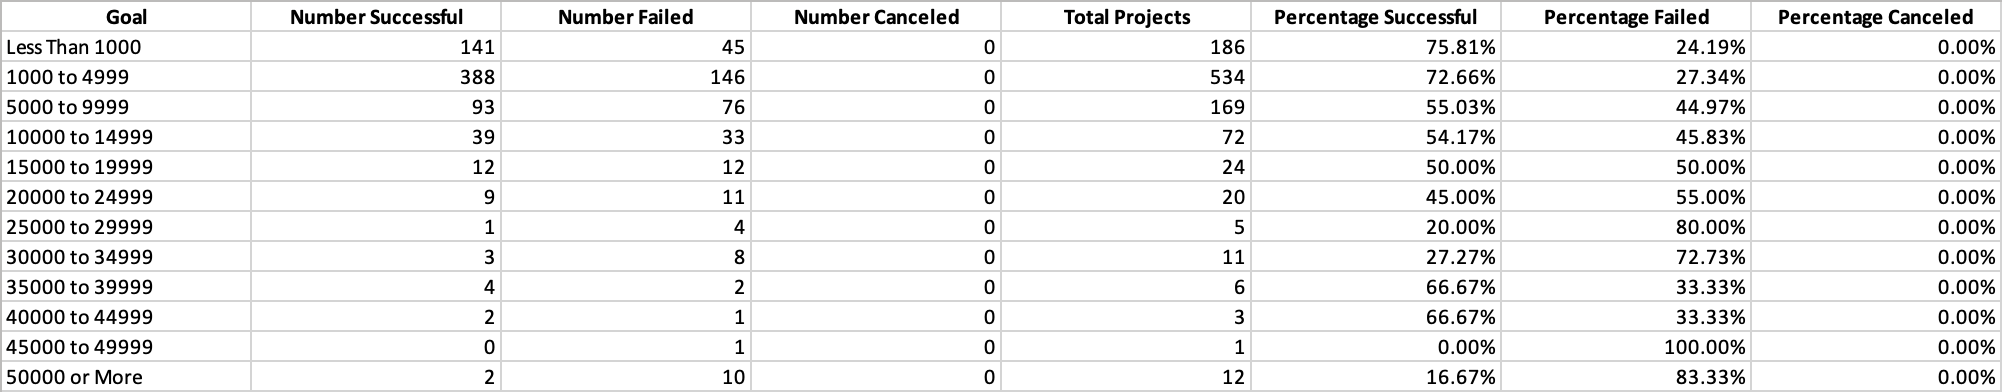 Goal Number Successful Number Failed Number Canceled Total Projects Percentage Successful Percentage Failed Percentage Canceled
Less Than 1000 141 45 0 186 75.81% 24.19% 0.00%
1000 to 4999 388 146 0 534 72.66% 27.34% 0.00%
5000 to 9999 93 76 0 169 55.03% 44.97% 0.00%
10000 to 14999 39 33 0 72 54.17% 45.83% 0.00%
15000 to 19999 12 12 0 24 50.00% 50.00% 0.00%
20000 to 24999 9 11 0 20 45.00% 55.00% 0.00%
25000 to 29999 1 4 0 5 20.00% 80.00% 0.00%
30000 to 34999 3 8 0 11 27.27% 72.73% 0.00%
35000 to 39999 4 2 0 6 66.67% 33.33% 0.00%
40000 to 44999 2 1 0 3 66.67% 33.33% 0.00%
45000 to 49999 0 1 0 1 0.00% 100.00% 0.00%
50000 or More 2 10 0 12 16.67% 83.33% 0.00%